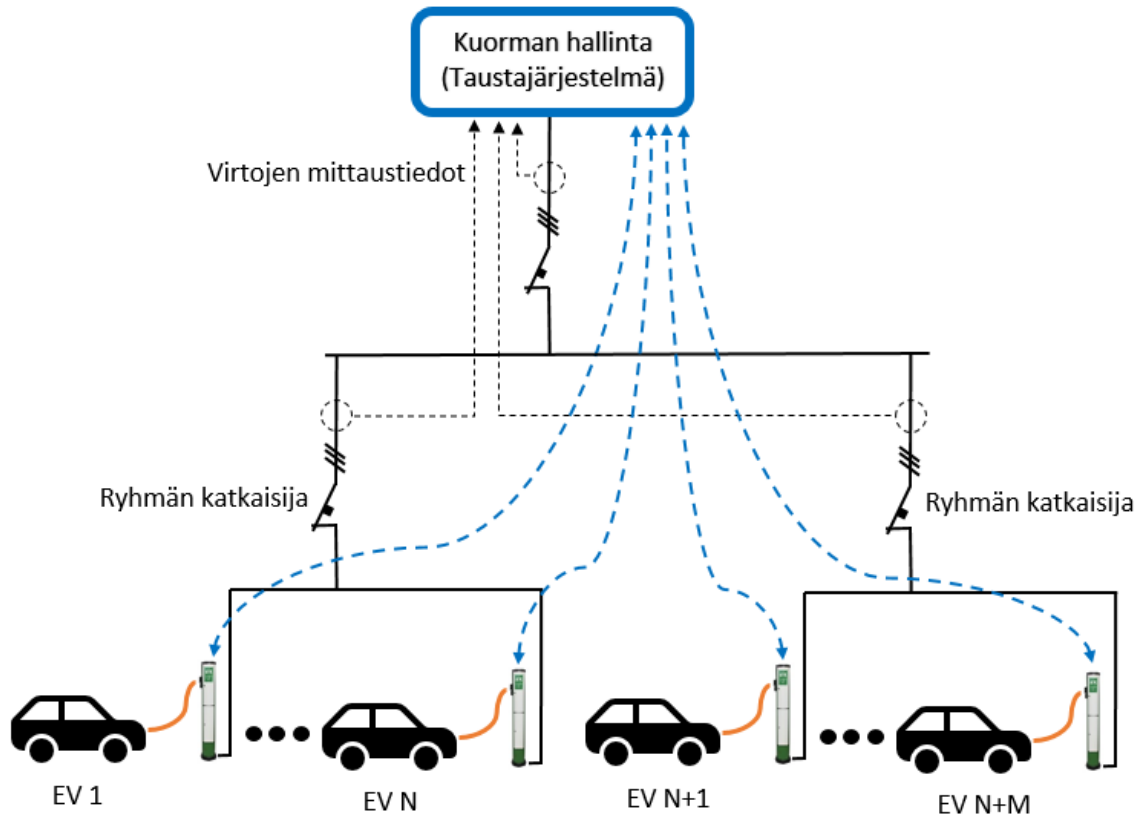 Kuorman hallinta
(Taustajärjestelmä)
Virtojen mittaustiedot
Ryhmän katkaisija
Ryhmän katkaisija
EV 1
EV N
EV N+1
EV N+M